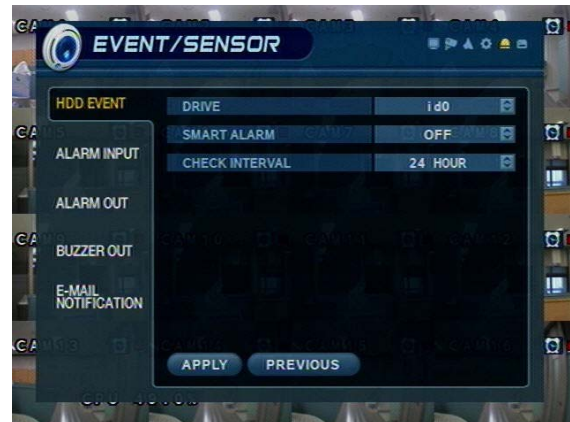 EVENT/SENSOR
HDD EVENT
DRIVE id0
SMART ALARM OFF
CHECK INTERVAL 24 HOUR
ALARM INPUT
ALARM OUT
BUZZER OUT
E-MAIL
NOTIFICATION
APPLY PREVIOUS